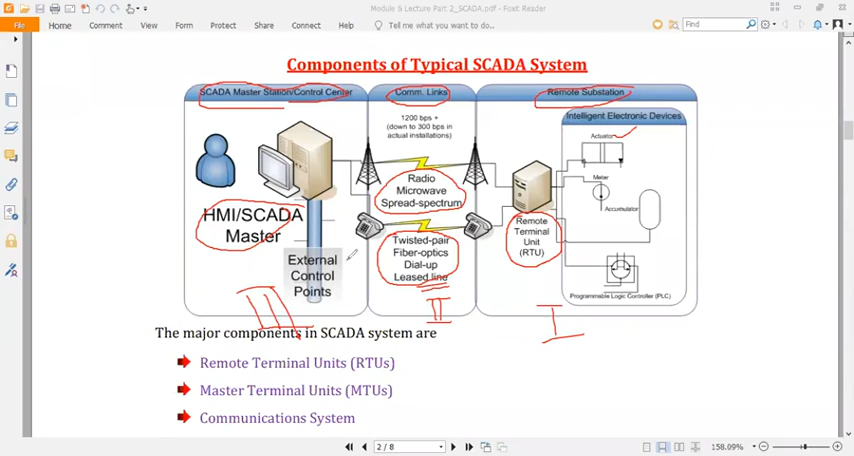 Module 6 Lecture Part 2_SCADA.pdf - Foxit Reader
File Home Comment View Form Protect Share Connect Help Tell me what you want to do... Find
Components of Typical SCADA System
SCADA Master Station/Control Center
Comm. Links
Remote Substation
1200 bps +
(down to 300 bps in
actual installations)
Intelligent Electronic Devices
Actuator
Meter
Accumulator
Programmable Logic Controller (PLC)
Radio
Microwave
Spread-spectrum
Twisted-pair
Fiber-optics
Dial-up
Leased line
Remote
Terminal
Unit
(RTU)
HMI/SCADA
Master
External
Control
Points
III
II
I
The major components in SCADA system are
Remote Terminal Units (RTUs)
Master Terminal Units (MTUs)
Communications System
2 / 8
158.09%